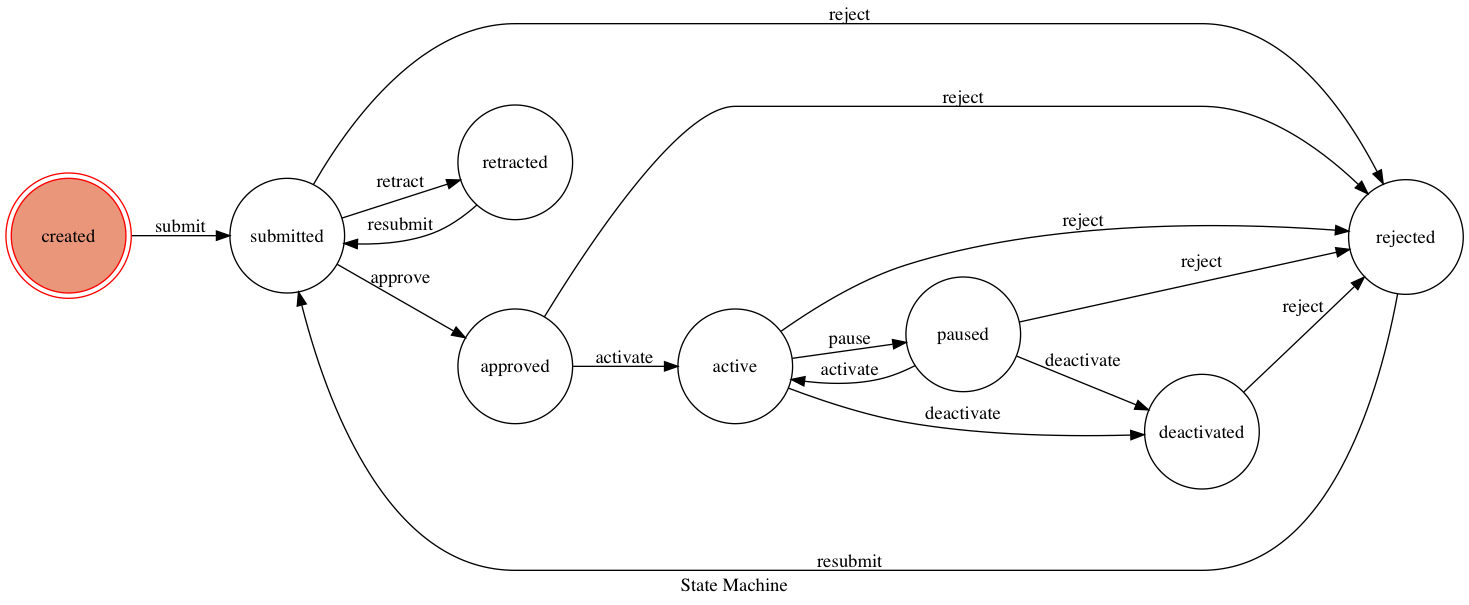 reject
reject
retracted
retract
resubmit
created
submit
submitted
reject
rejected
reject
approve
reject
paused
pause
approved
activate
active
activate
deactivate
deactivate
deactivated
resubmit
State Machine